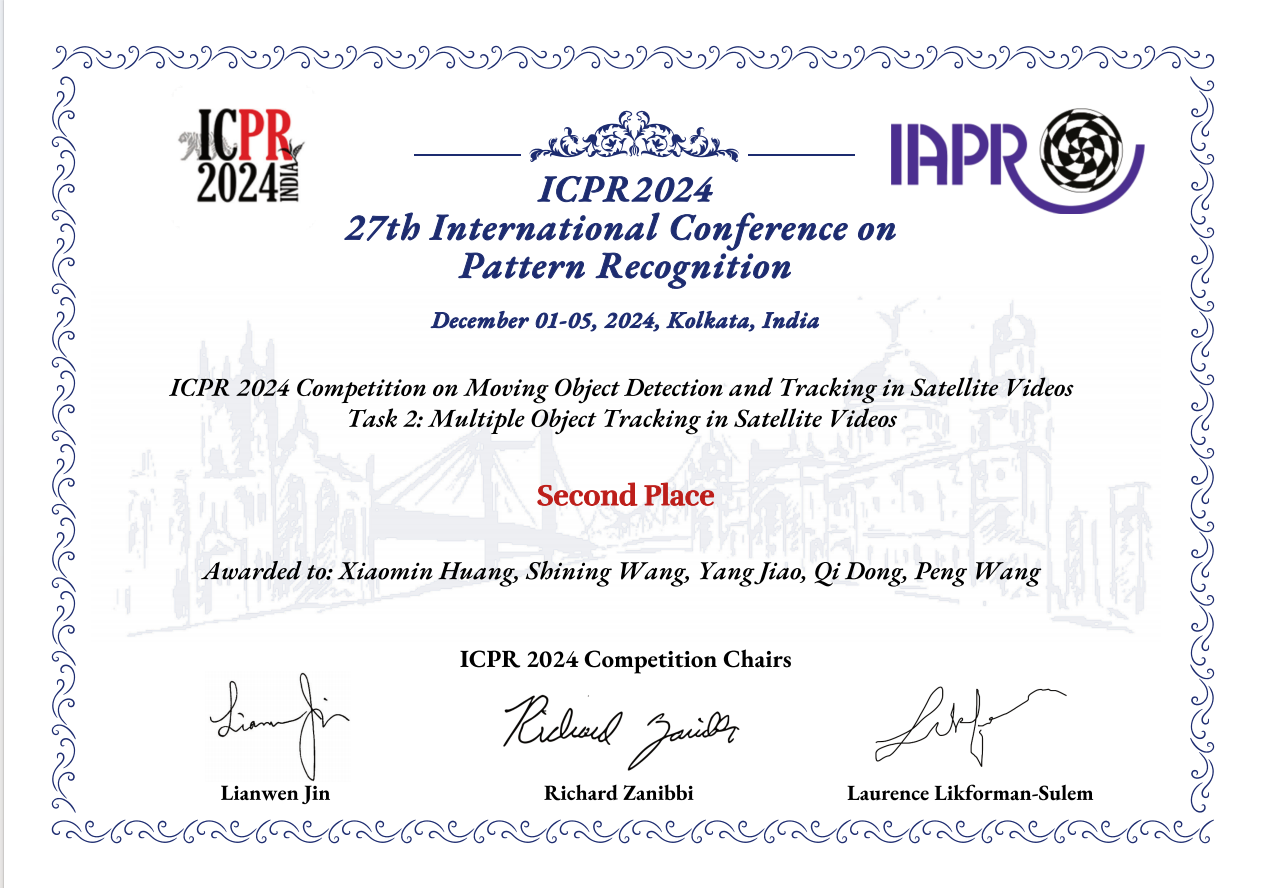 ICPR
2024
INDIA
IAPR
ICPR2024
27th International Conference on
Pattern Recognition
December 01-05, 2024, Kolkata, India
ICPR 2024 Competition on Moving Object Detection and Tracking in Satellite Videos
Task 2: Multiple Object Tracking in Satellite Videos
Second Place
Awarded to: Xiaomin Huang, Shining Wang, Yang Jiao, Qi Dong, Peng Wang
ICPR 2024 Competition Chairs
Lianwen Jin
Richard Zanibbi
Lianwen Jin
Richard Zanibbi
Laurence Likforman-Sulem